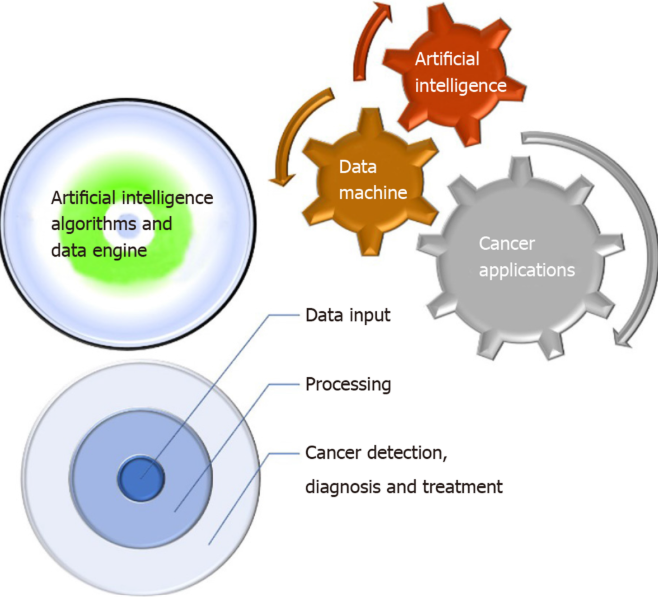 Artificial
intelligence
Data
machine
Artificial intelligence
algorithms and
data engine
Cancer
applications
Data input
Processing
Cancer detection,
diagnosis and treatment